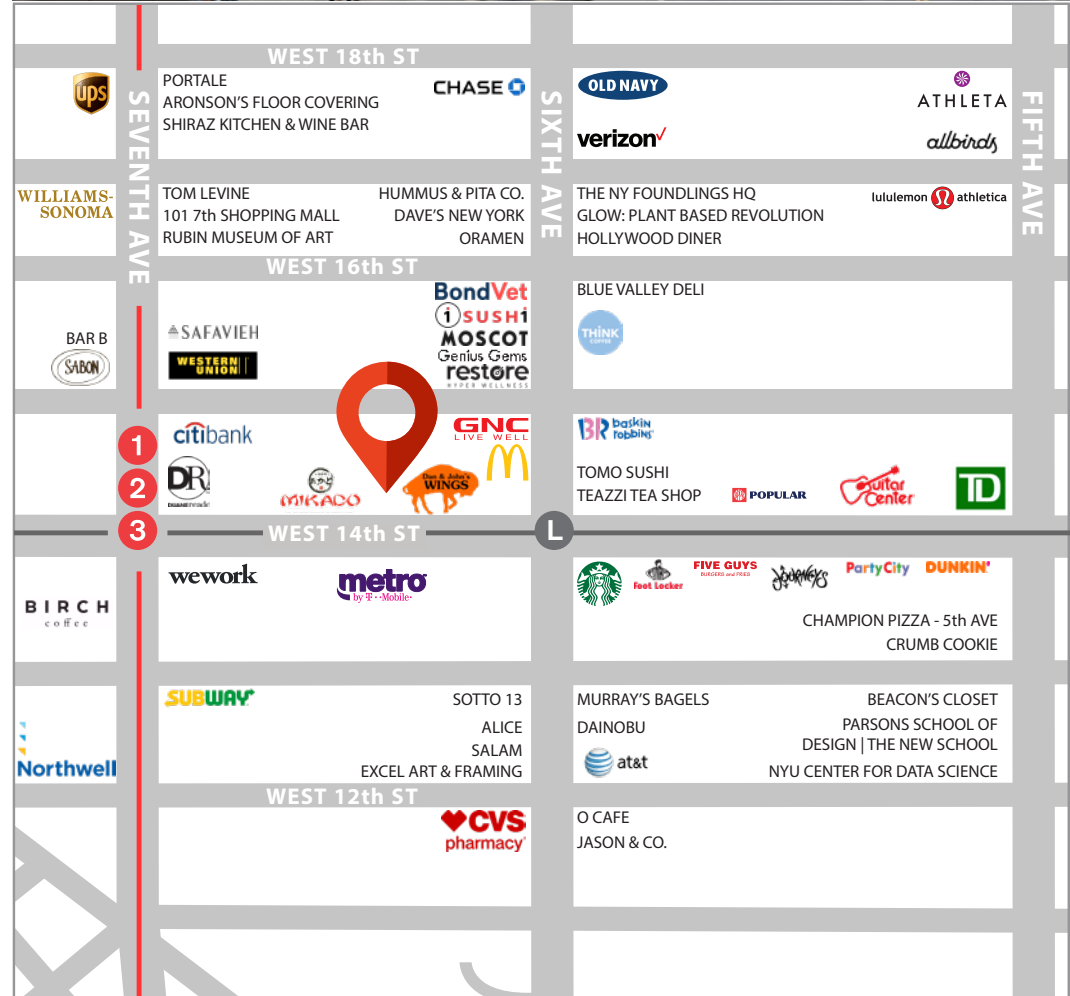 WEST 18th ST
ups
SEVENTH AVE
PORTALE
ARONSON'S FLOOR COVERING
SHIRAZ KITCHEN & WINE BAR
CHASE
SIXTH AVE
OLD NAVY
verizon
ATHLETA
allbirds
FIFTH AVE
WILLIAMS-
SONOMA
TOM LEVINE
101 7th SHOPPING MALL
RUBIN MUSEUM OF ART
HUMMUS & PITA CO.
DAVE'S NEW YORK
ORAMEN
THE NY FOUNDLINGS HQ
GLOW: PLANT BASED REVOLUTION
HOLLYWOOD DINER
lululemon athletica
WEST 16th ST
BAR B
SABON
SAFAVIEH
WESTERN
UNION
BondVet
i SUSHi
MOSCOT
Genius Gems
restore
HYPER WELLNESS
BLUE VALLEY DELI
THINK
COFFEE
1
2
3
citibank
DR
MIKADO
GNC
LIVE WELL
Dan & John's
WINGS
BR baskin
robbins
TOMO SUSHI
TEAZZI TEA SHOP
POPULAR
Guitar
Center
TD
WEST 14th ST
L
BIRCH
coffee
wework
metro
by T-Mobile
Foot Locker
FIVE GUYS
BURGERS and FRIES
JOURNEYS
PartyCity
DUNKIN'
CHAMPION PIZZA - 5th AVE
CRUMB COOKIE
Northwell
SUBWAY
SOTTO 13
ALICE
SALAM
EXCEL ART & FRAMING
MURRAY'S BAGELS
DAINOBU
at&t
BEACON'S CLOSET
PARSONS SCHOOL OF
DESIGN | THE NEW SCHOOL
NYU CENTER FOR DATA SCIENCE
WEST 12th ST
CVS
pharmacy
O CAFE
JASON & CO.